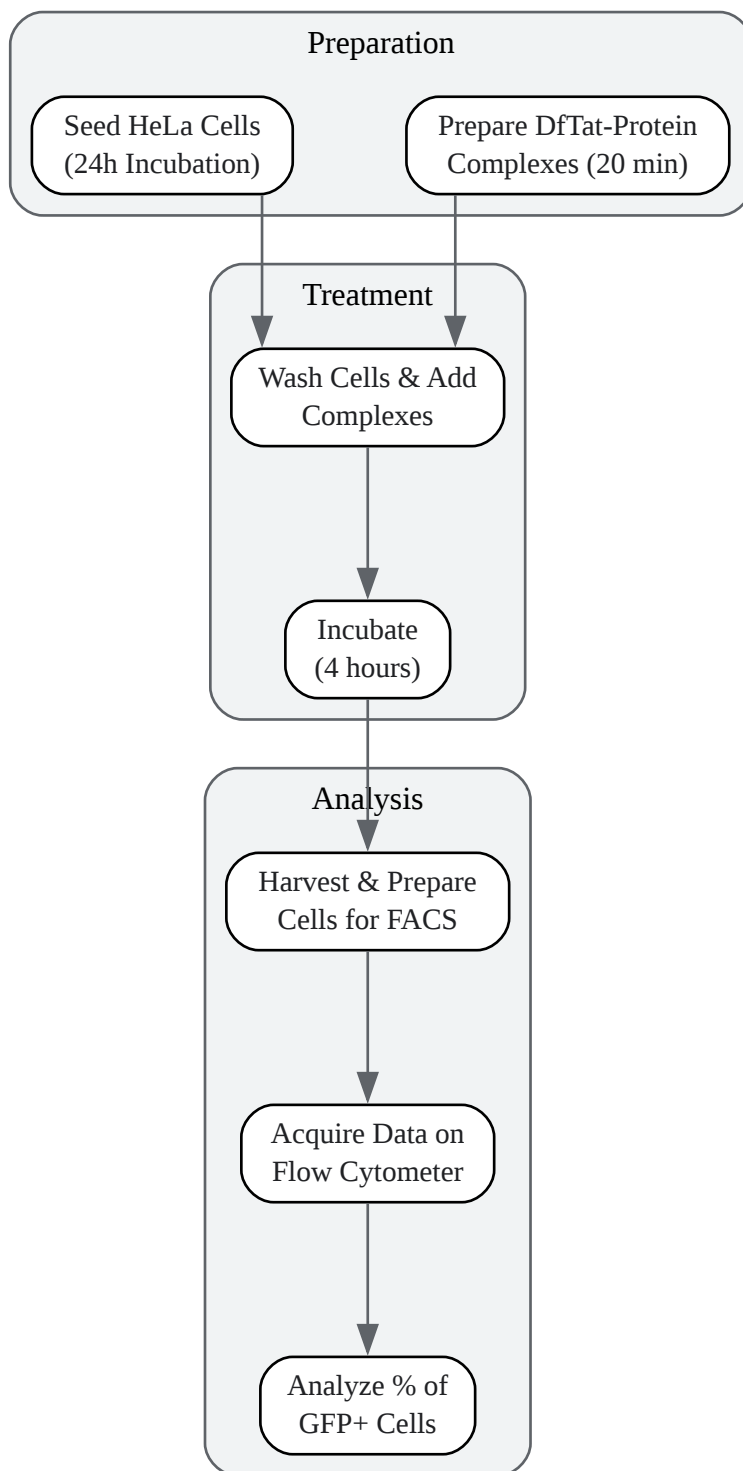 Preparation
Seed HeLa Cells
(24h Incubation)
Prepare DfTat-Protein
Complexes (20 min)
Treatment
Wash Cells & Add
Complexes
Incubate
(4 hours)
Analysis
Harvest & Prepare
Cells for FACS
Acquire Data on
Flow Cytometer
Analyze % of
GFP+ Cells